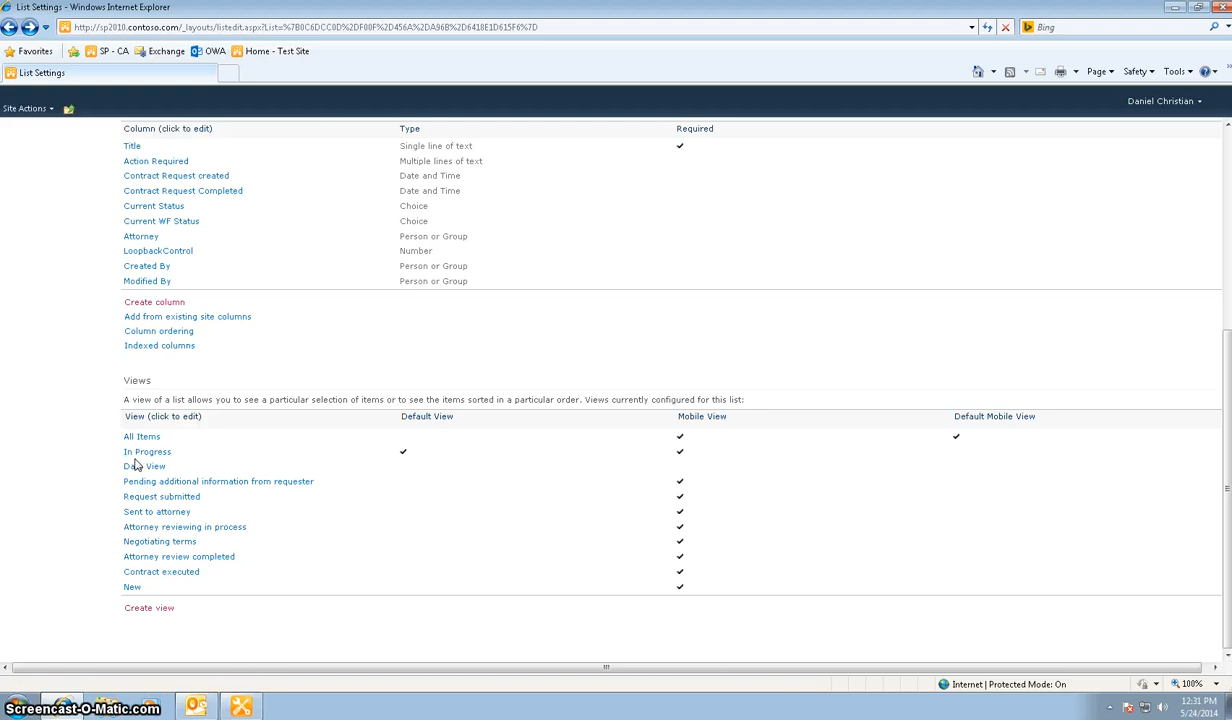 List Settings - Windows Internet Explorer
http://sp2010.contoso.com/_layouts/listedit.aspx?List=%7B0C6DCC0D%2DF00F%2D456A%2DA96B%2D6418E1D615F6%7D
Bing
Favorites SP - CA Exchange OWA Home - Test Site
List Settings
Page Safety Tools
Site Actions
Daniel Christian
Column (click to edit) Type Required
Title Single line of text
Action Required Multiple lines of text
Contract Request created Date and Time
Contract Request Completed Date and Time
Current Status Choice
Current WF Status Choice
Attorney Person or Group
LoopbackControl Number
Created By Person or Group
Modified By Person or Group
Create column
Add from existing site columns
Column ordering
Indexed columns
Views
A view of a list allows you to see a particular selection of items or to see the items sorted in a particular order. Views currently configured for this list:
View (click to edit) Default View Mobile View Default Mobile View
All Items
In Progress
View
Pending additional information from requester
Request submitted
Sent to attorney
Attorney reviewing in process
Negotiating terms
Attorney review completed
Contract executed
New
Create view
Internet | Protected Mode: On 100%
Screencast-O-Matic.com
12:31 PM
5/24/2014